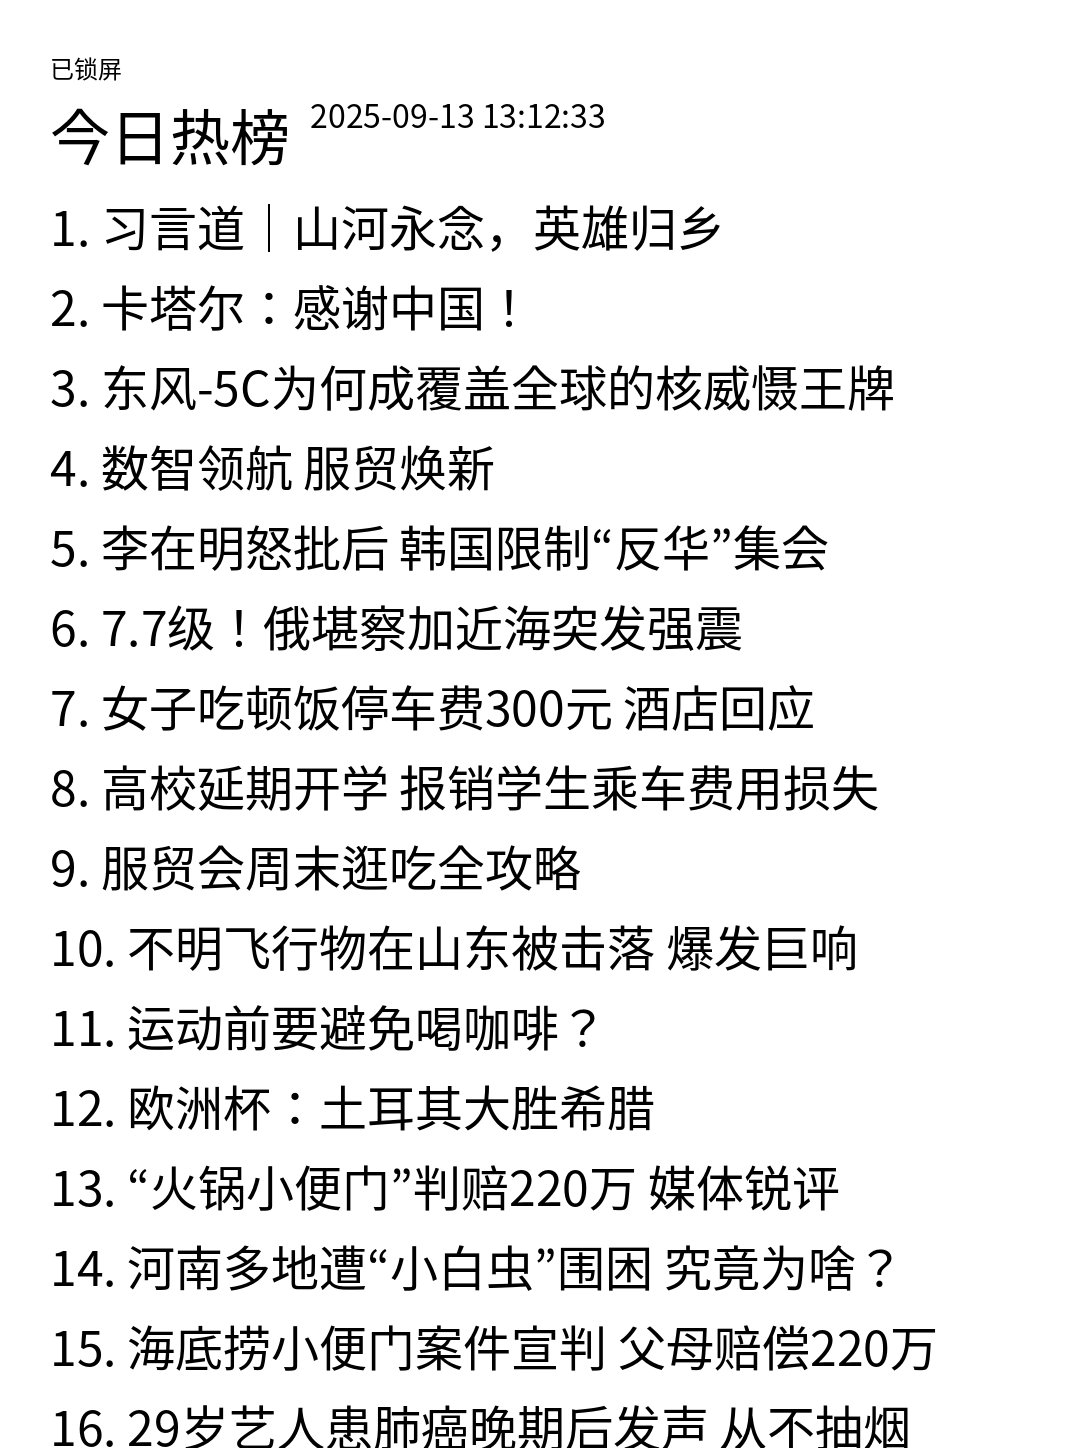 已锁屏
今日热榜 2025-09-13 13:12:33
1. 习言道｜山河永念，英雄归乡
2. 卡塔尔：感谢中国！
3. 东风-5C为何成覆盖全球的核威慑王牌
4. 数智领航 服贸焕新
5. 李在明怒批后 韩国限制“反华”集会
6. 7.7级！俄堪察加近海突发强震
7. 女子吃顿饭停车费300元 酒店回应
8. 高校延期开学 报销学生乘车费用损失
9. 服贸会周末逛吃全攻略
10. 不明飞行物在山东被击落 爆发巨响
11. 运动前要避免喝咖啡？
12. 欧洲杯：土耳其大胜希腊
13. “火锅小便门”判赔220万 媒体锐评
14. 河南多地遭“小白虫”围困 究竟为啥？
15. 海底捞小便门案件宣判 父母赔偿220万
16. 29岁艺人患肺癌晚期后发声 从不抽烟